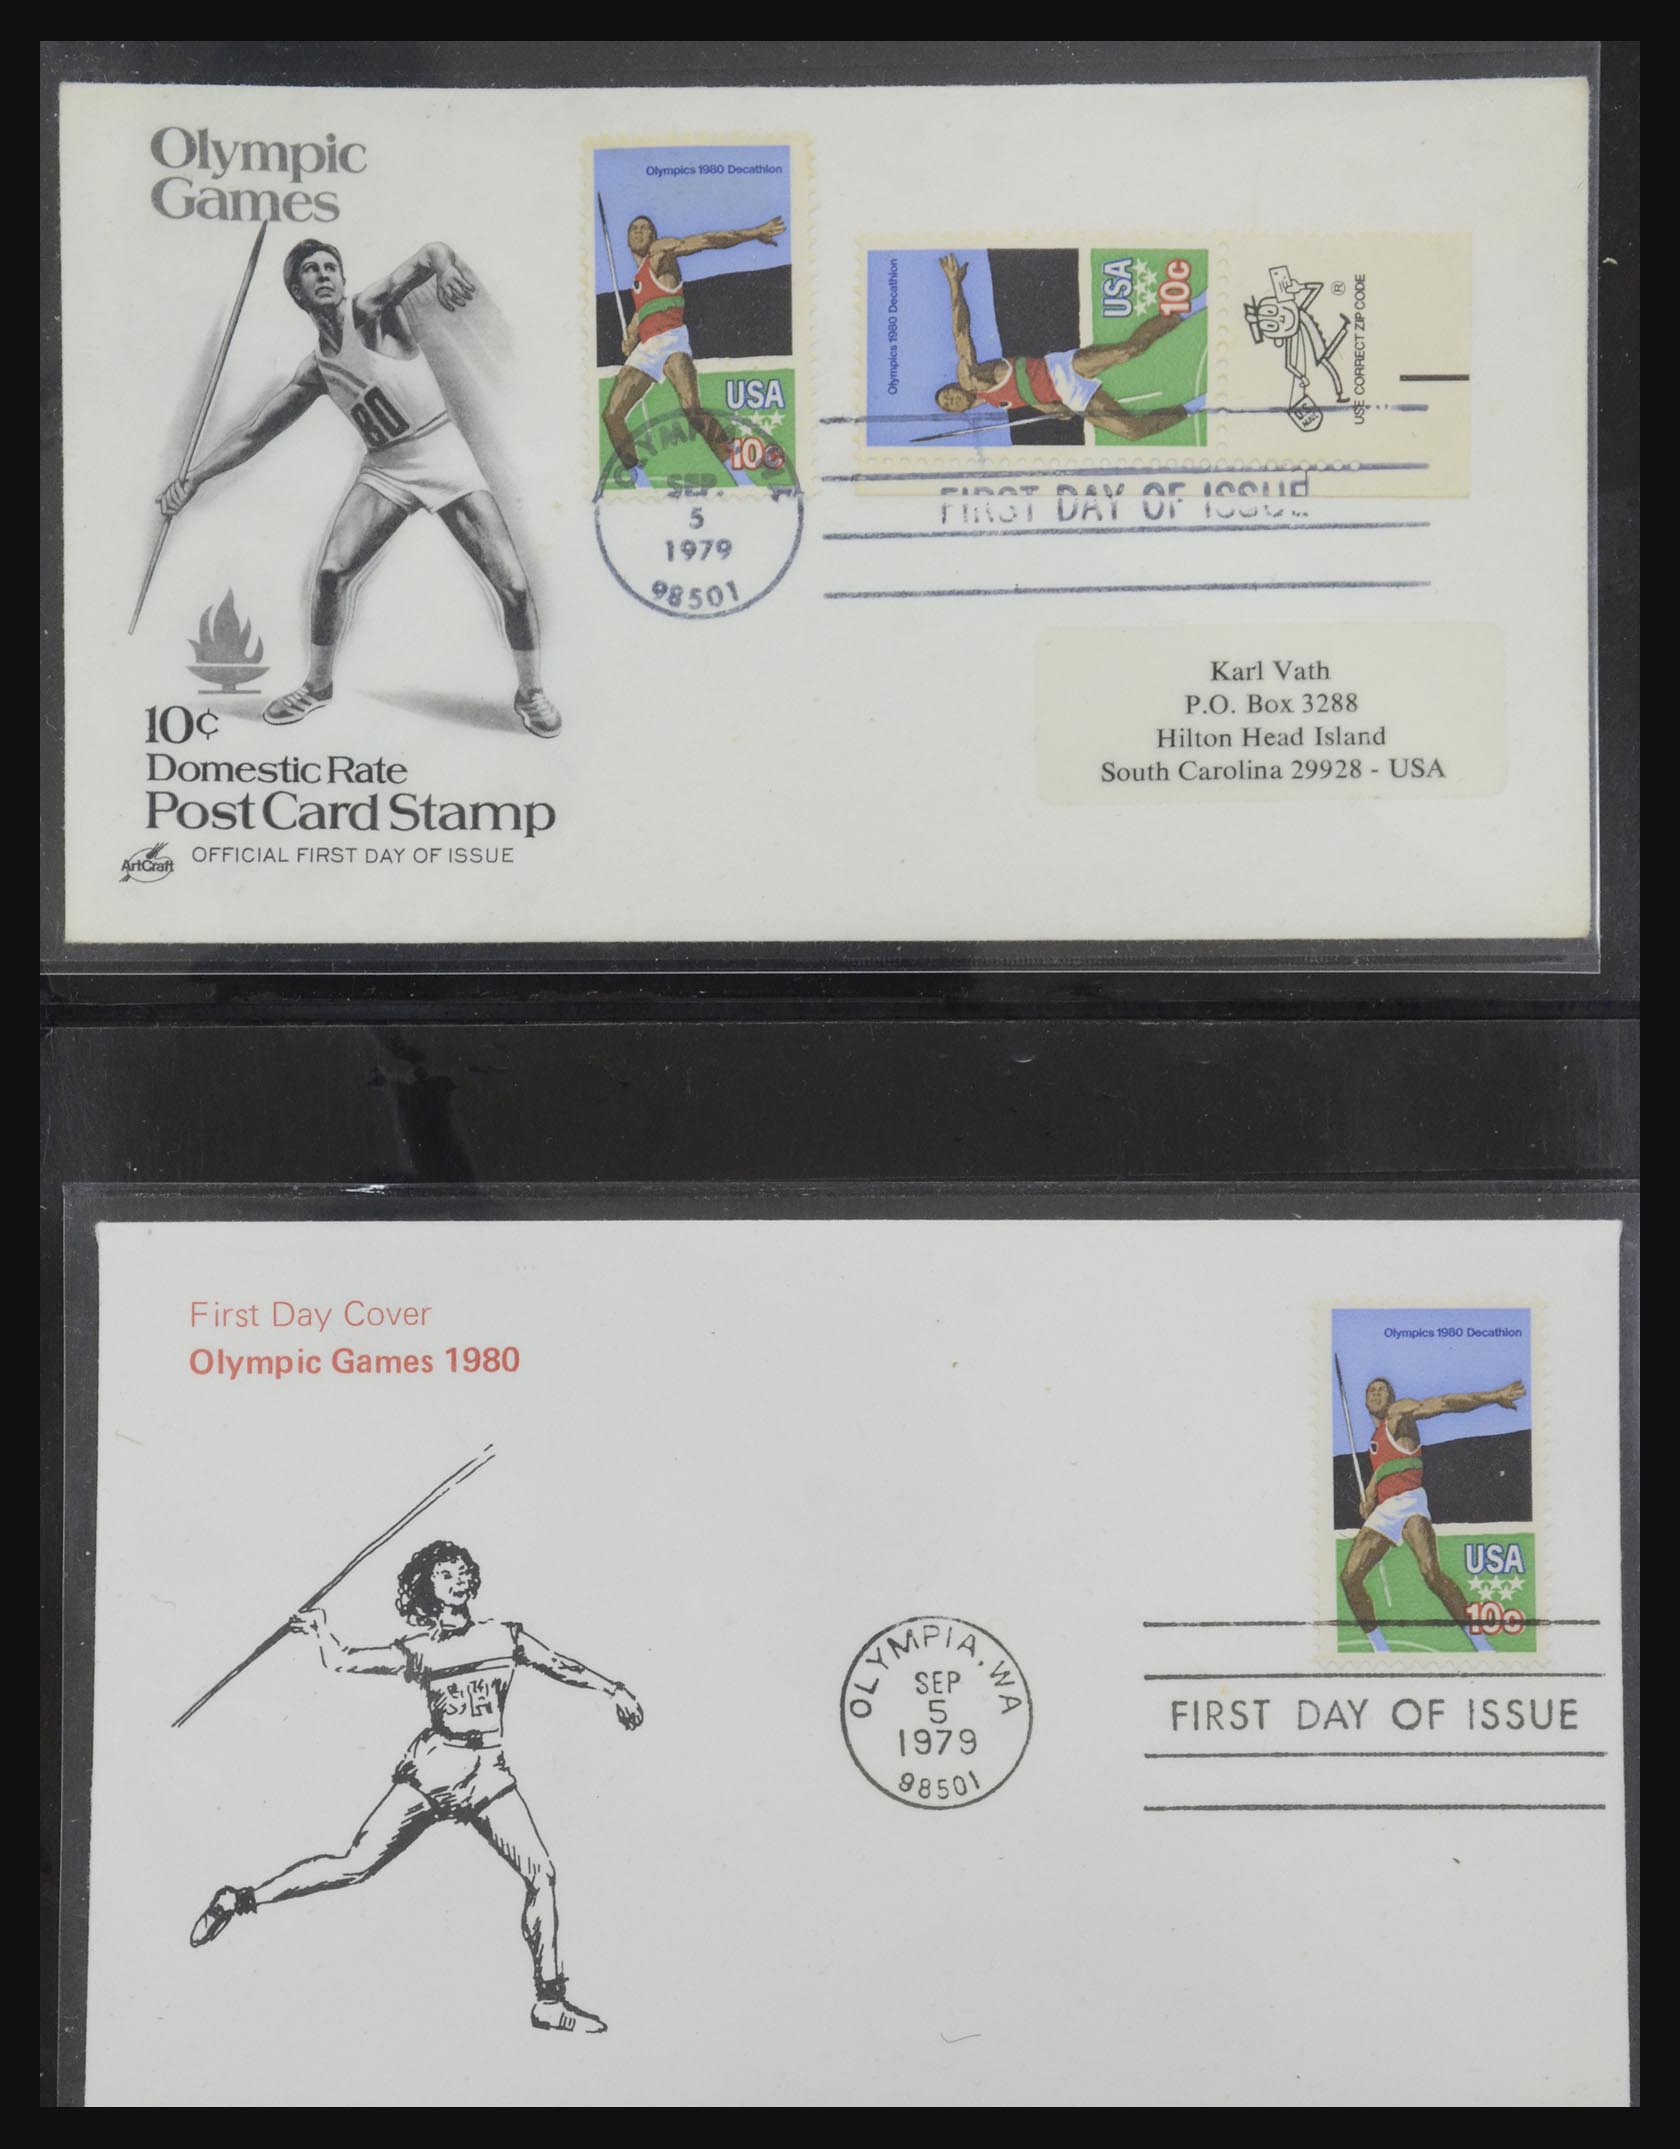 Olympic
Games
80
10¢
Domestic Rate
Post Card Stamp
ArtCraft OFFICIAL FIRST DAY OF ISSUE
Olympics 1980 Decathlon
USA
10c
SEP.
5
1979
98501
Olympics 1980 Decathlon
USA
10c
US MAIL
®
USE CORRECT ZIP CODE
FIRST DAY OF ISSUE
Karl Vath
P.O. Box 3288
Hilton Head Island
South Carolina 29928 - USA
First Day Cover
Olympic Games 1980
OLYMPIA, WA
SEP
5
1979
98501
Olympics 1980 Decathlon
USA
10c
FIRST DAY OF ISSUE